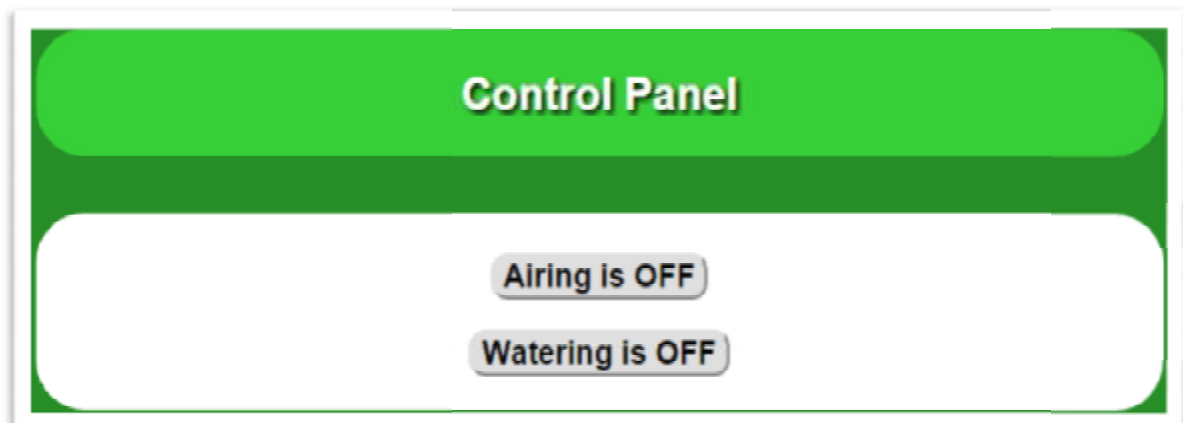 Control Panel
Airing is OFF
Watering is OFF